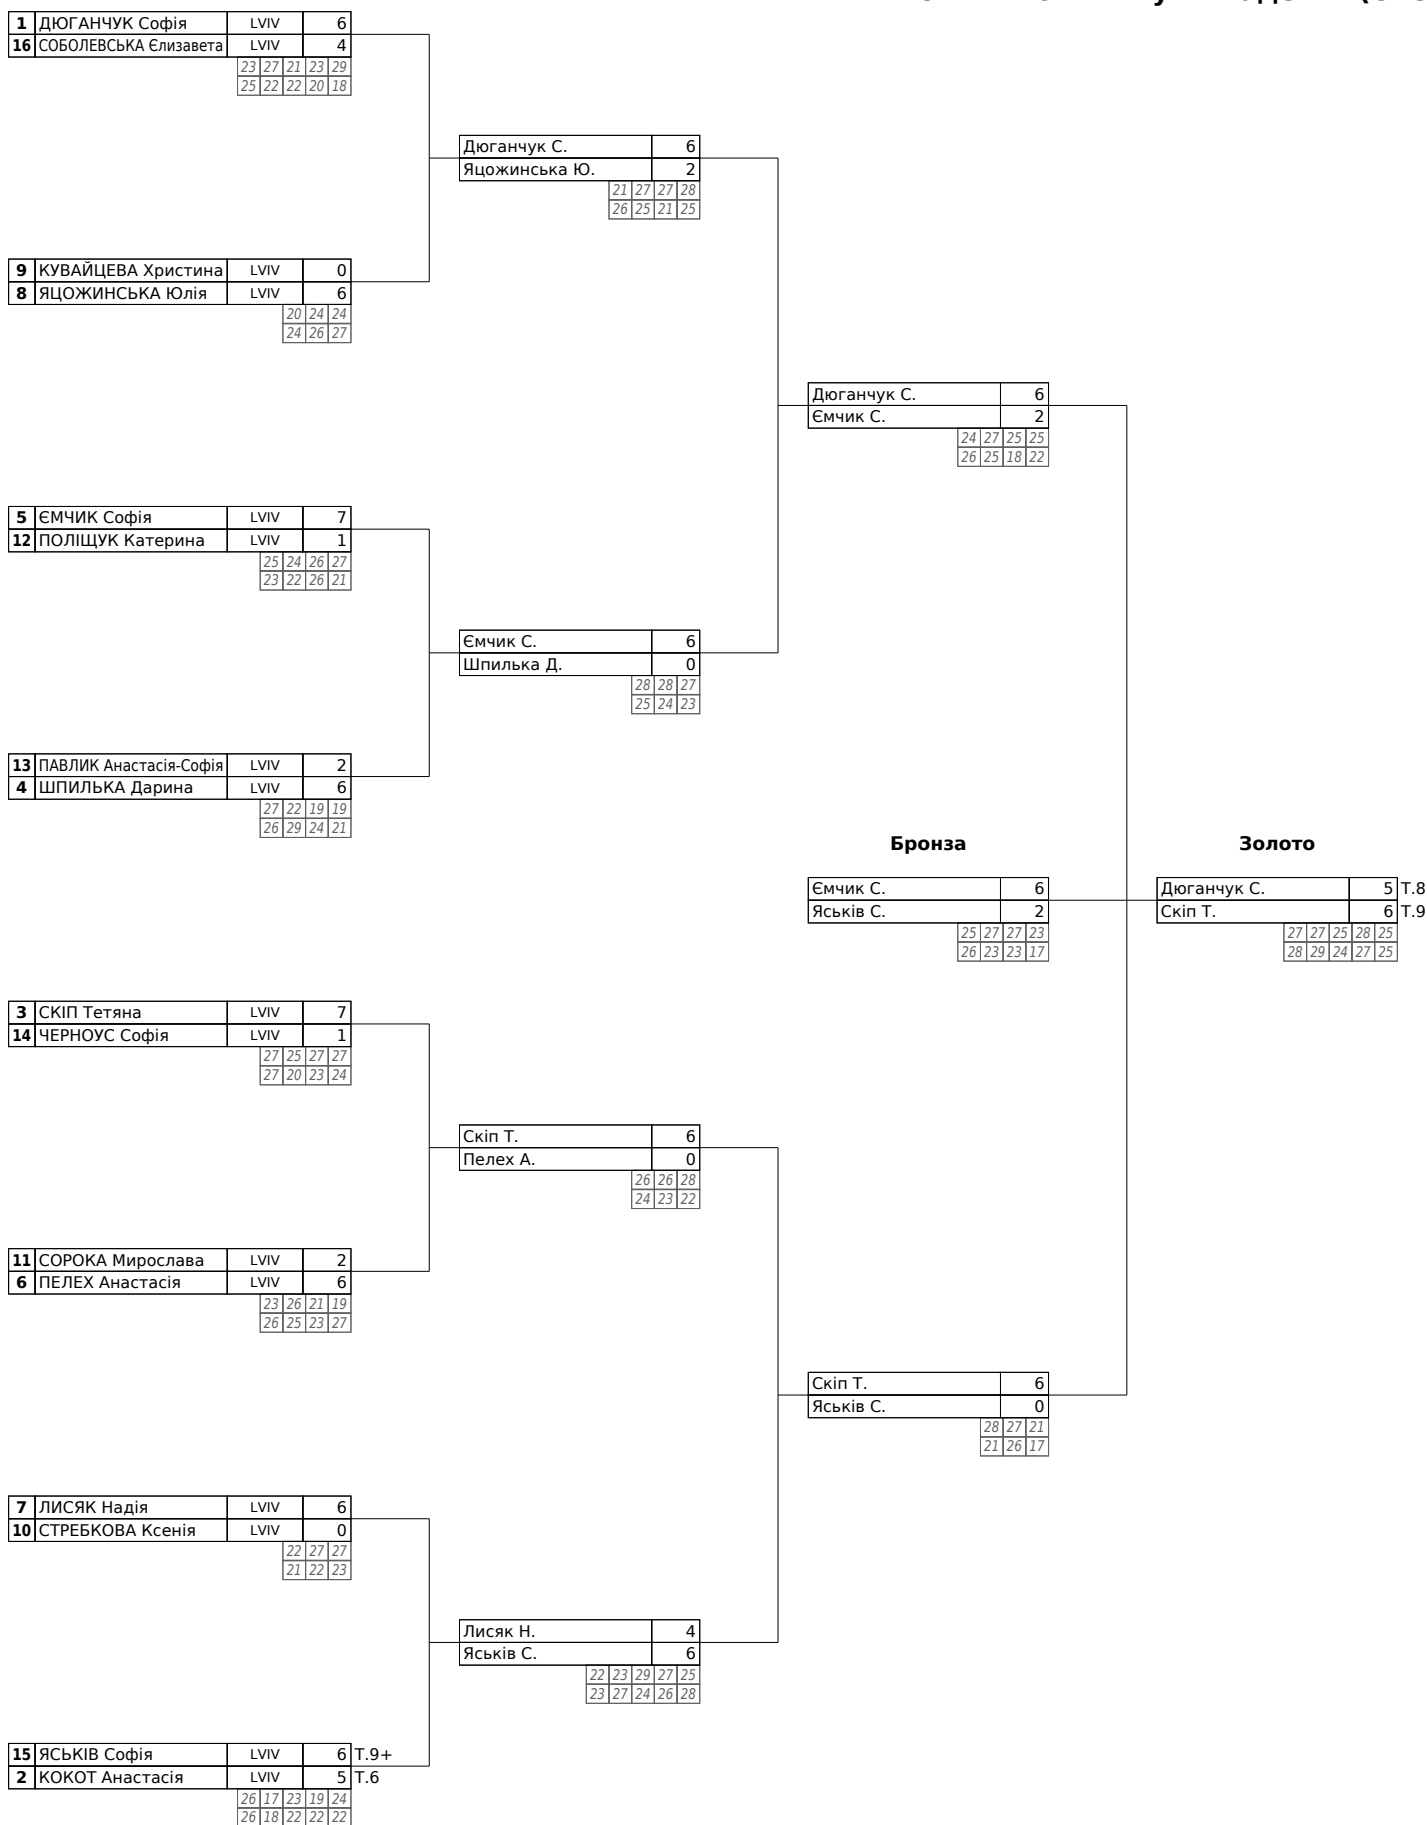 1 ДЮГАНЧУК Софія LVIV 6
16 СОБОЛЕВСЬКА Єлизавета LVIV 4
23 27 21 23 29
25 22 22 20 18
Дюганчук С. 6
Яцожинська Ю. 2
21 27 27 28
26 25 21 25
9 КУВАЙЦЕВА Христина LVIV 0
8 ЯЦОЖИНСЬКА Юлія LVIV 6
20 24 24
24 26 27
Дюганчук С. 6
Ємчик С. 2
24 27 25 25
26 25 18 22
5 ЄМЧИК Софія LVIV 7
12 ПОЛІЩУК Катерина LVIV 1
25 24 26 27
23 22 26 21
Ємчик С. 6
Шпилька Д. 0
28 28 27
25 24 23
13 ПАВЛИК Анастасія-Софія LVIV 2
4 ШПИЛЬКА Дарина LVIV 6
27 22 19 19
26 29 24 21
Бронза
Ємчик С. 6
Яськів С. 2
25 27 27 23
26 23 23 17
Золото
Дюганчук С. 5 T.8
Скіп Т. 6 T.9
27 27 25 28 25
28 29 24 27 25
3 СКІП Тетяна LVIV 7
14 ЧЕРНОУС Софія LVIV 1
27 25 27 27
27 20 23 24
Скіп Т. 6
Пелех А. 0
26 26 28
24 23 22
11 СОРОКА Мирослава LVIV 2
6 ПЕЛЕХ Анастасія LVIV 6
23 26 21 19
26 25 23 27
Скіп Т. 6
Яськів С. 0
28 27 21
21 26 17
7 ЛИСЯК Надія LVIV 6
10 СТРЕБКОВА Ксенія LVIV 0
22 27 27
21 22 23
Лисяк Н. 4
Яськів С. 6
22 23 29 27 25
23 27 24 26 28
15 ЯСЬКІВ Софія LVIV 6 T.9+
2 КОКОТ Анастасія LVIV 5 T.6
26 17 23 19 24
26 18 22 22 22